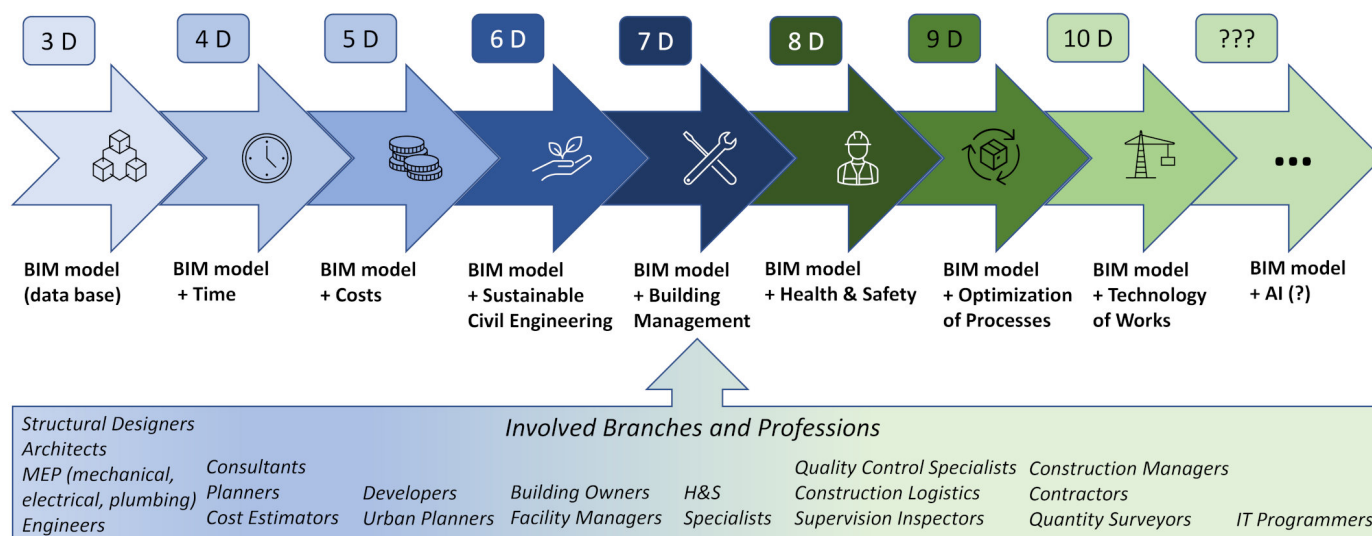 3 D
4 D
5 D
6 D
7 D
8 D
9 D
10 D
???
...
BIM model
(data base)
BIM model
+ Time
BIM model
+ Costs
BIM model
+ Sustainable
Civil Engineering
BIM model
+ Building
Management
BIM model
+ Health & Safety
BIM model
+ Optimization
of Processes
BIM model
+ Technology
of Works
BIM model
+ AI (?)
Involved Branches and Professions
Structural Designers
Architects
MEP (mechanical,
electrical, plumbing)
Engineers
Consultants
Planners
Cost Estimators
Developers
Urban Planners
Building Owners
Facility Managers
H&S
Specialists
Quality Control Specialists
Construction Logistics
Supervision Inspectors
Construction Managers
Contractors
Quantity Surveyors
IT Programmers